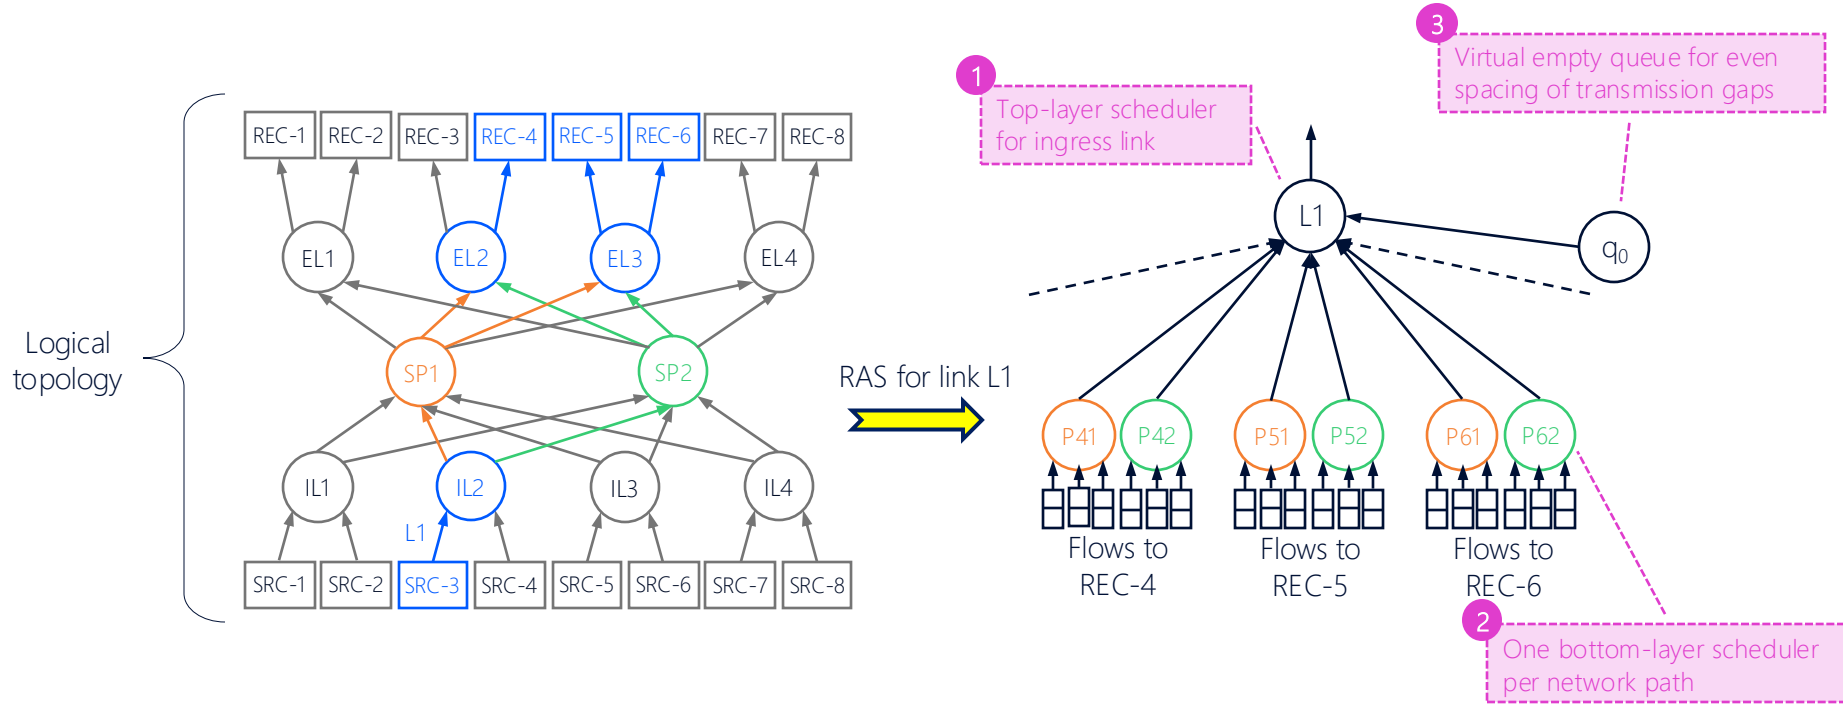 Logical
topology
REC-1 REC-2 REC-3 REC-4 REC-5 REC-6 REC-7 REC-8
EL1 EL2 EL3 EL4
SP1 SP2
IL1 IL2 IL3 IL4
L1
SRC-1 SRC-2 SRC-3 SRC-4 SRC-5 SRC-6 SRC-7 SRC-8
RAS for link L1
1
Top-layer scheduler
for ingress link
3
Virtual empty queue for even
spacing of transmission gaps
L1
q₀
P41 P42 P51 P52 P61 P62
Flows to
REC-4
Flows to
REC-5
Flows to
REC-6
2
One bottom-layer scheduler
per network path